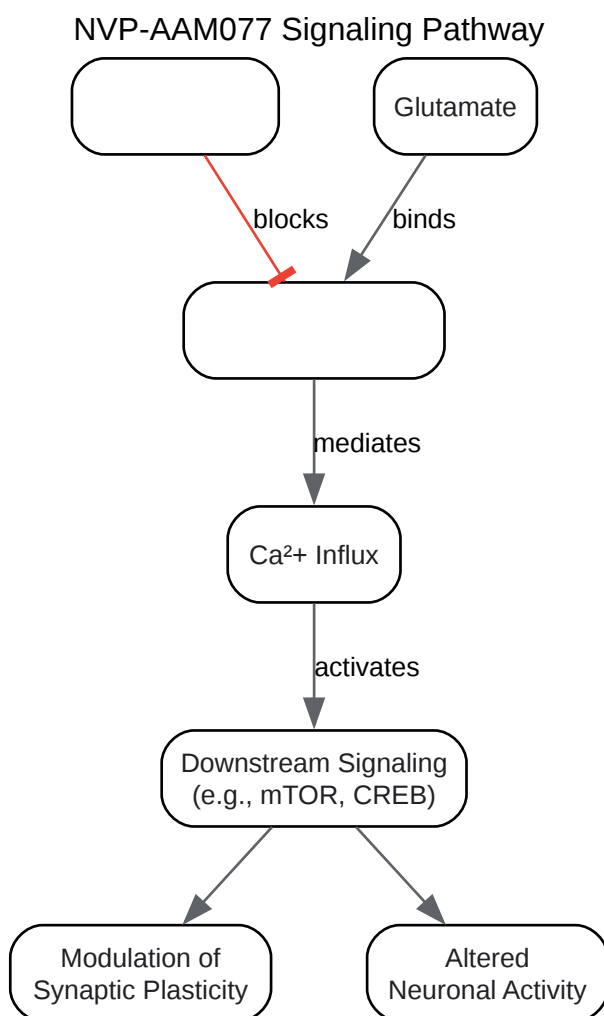 NVP-AAM077 Signaling Pathway
Glutamate
blocks
binds
mediates
Ca²+ Influx
activates
Downstream Signaling
(e.g., mTOR, CREB)
Modulation of
Synaptic Plasticity
Altered
Neuronal Activity